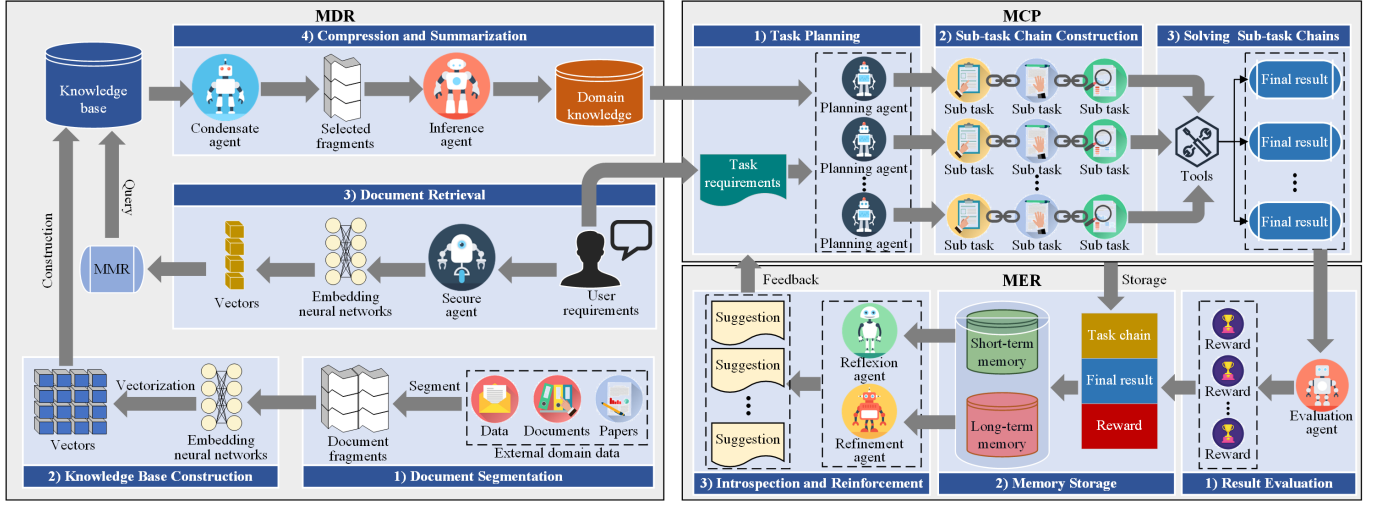 MDR
4) Compression and Summarization
Knowledge
base
Condensate
agent
Selected
fragments
Inference
agent
Domain
knowledge
Construction
Query
3) Document Retrieval
MMR
Vectors
Embedding
neural networks
Secure
agent
User
requirements
Vectorization
Vectors
Embedding
neural networks
2) Knowledge Base Construction
Segment
Document
fragments
Data
Documents
Papers
External domain data
1) Document Segmentation
MCP
1) Task Planning
Task
requirements
Planning agent
Planning agent
Planning agent
2) Sub-task Chain Construction
Sub task
Sub task
Sub task
Sub task
Sub task
Sub task
Sub task
Sub task
Sub task
3) Solving Sub-task Chains
Tools
Final result
Final result
Final result
MER
Feedback
Storage
Suggestion
Suggestion
Suggestion
Reflexion
agent
Refinement
agent
3) Introspection and Reinforcement
Short-term
memory
Long-term
memory
Task chain
Final result
Reward
2) Memory Storage
Reward
Reward
Reward
Evaluation
agent
1) Result Evaluation